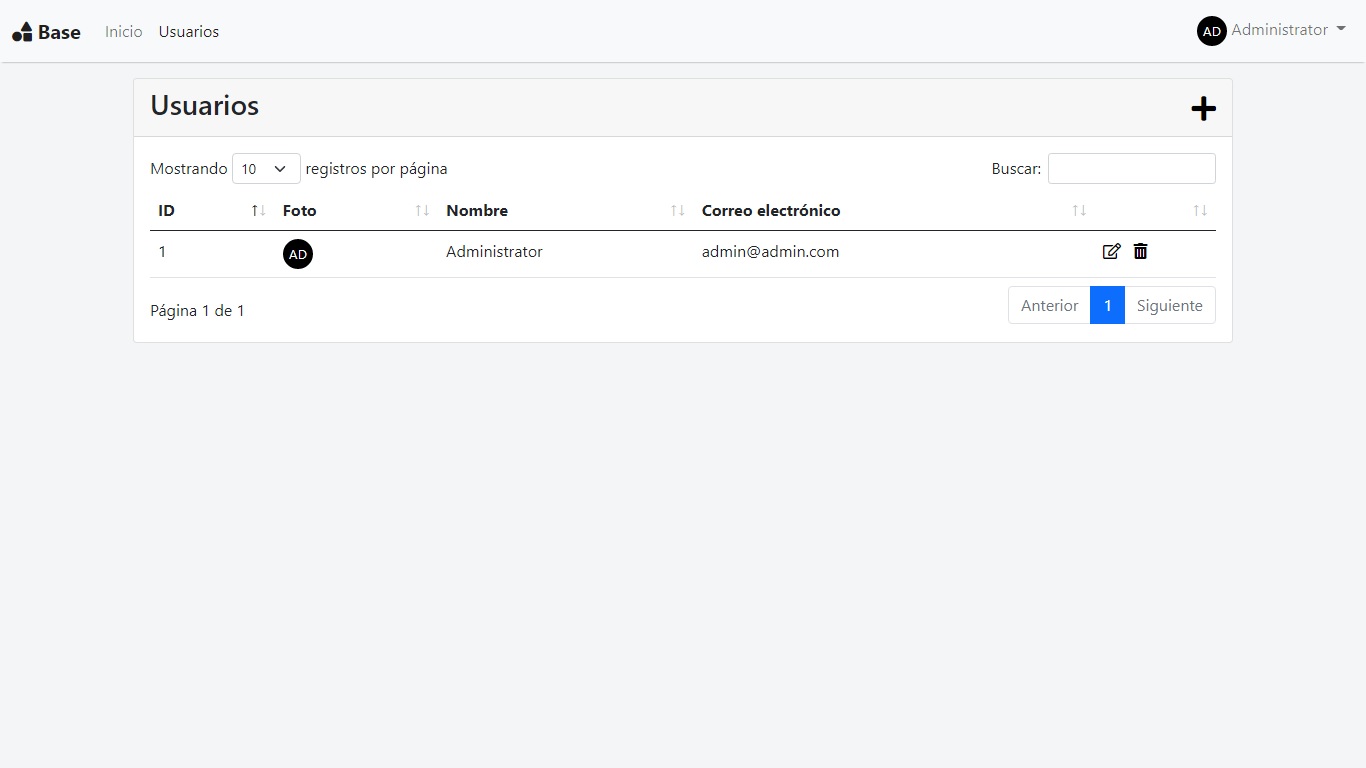 Base Inicio Usuarios AD Administrator
Usuarios
Mostrando 10 registros por página Buscar:
ID Foto Nombre Correo electrónico
1 AD Administrator admin@admin.com
Página 1 de 1 Anterior 1 Siguiente